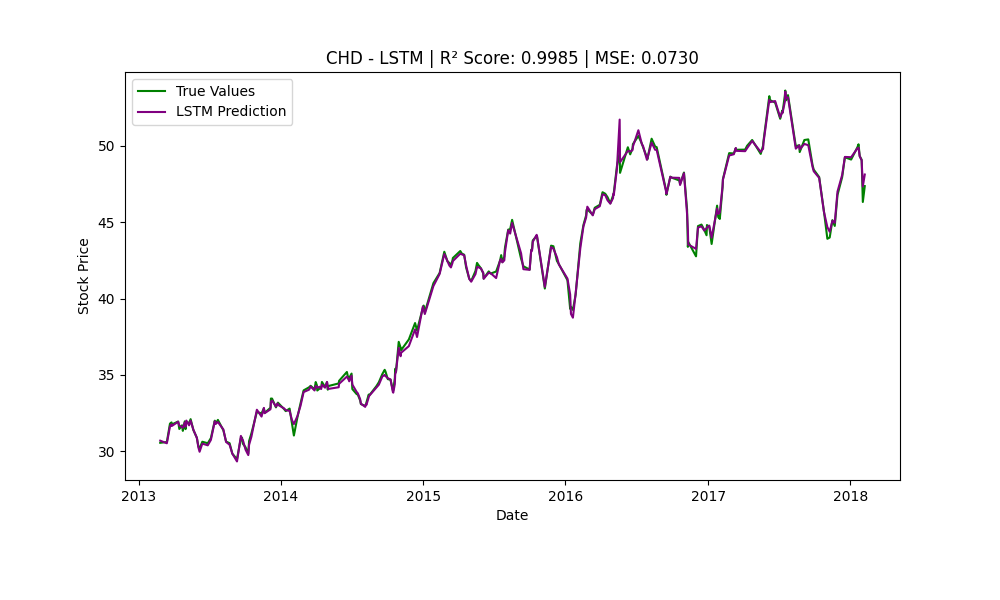 CHD - LSTM | R² Score: 0.9985 | MSE: 0.0730
True Values
LSTM Prediction
Stock Price
50
45
40
35
30
2013 2014 2015 2016 2017 2018
Date